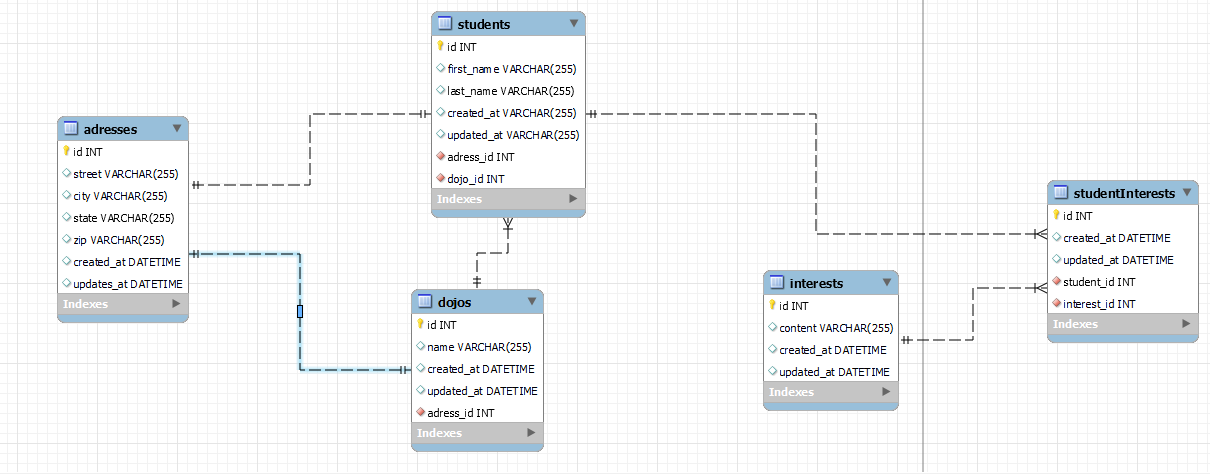 students
id INT
first_name VARCHAR(255)
last_name VARCHAR(255)
created_at VARCHAR(255)
updated_at VARCHAR(255)
adress_id INT
dojo_id INT
Indexes
adresses
id INT
street VARCHAR(255)
city VARCHAR(255)
state VARCHAR(255)
zip VARCHAR(255)
created_at DATETIME
updates_at DATETIME
Indexes
dojos
id INT
name VARCHAR(255)
created_at DATETIME
updated_at DATETIME
adress_id INT
Indexes
interests
id INT
content VARCHAR(255)
created_at DATETIME
updated_at DATETIME
Indexes
studentInterests
id INT
created_at DATETIME
updated_at DATETIME
student_id INT
interest_id INT
Indexes